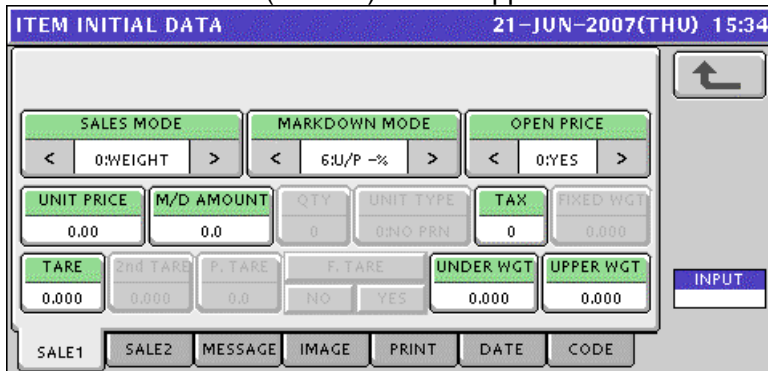 ITEM INITIAL DATA 21-JUN-2007(THU) 15:34
SALES MODE MARKDOWN MODE OPEN PRICE
< 0:WEIGHT > < 6:U/P -% > < 0:YES >
UNIT PRICE M/D AMOUNT QTY UNIT TYPE TAX FIXED WGT
0.00 0.0 0 0:NO PRN 0 0.000
TARE 2nd TARE P. TARE F. TARE UNDER WGT UPPER WGT
0.000 0.000 0.0 NO YES 0.000 0.000
INPUT
SALE1 SALE2 MESSAGE IMAGE PRINT DATE CODE